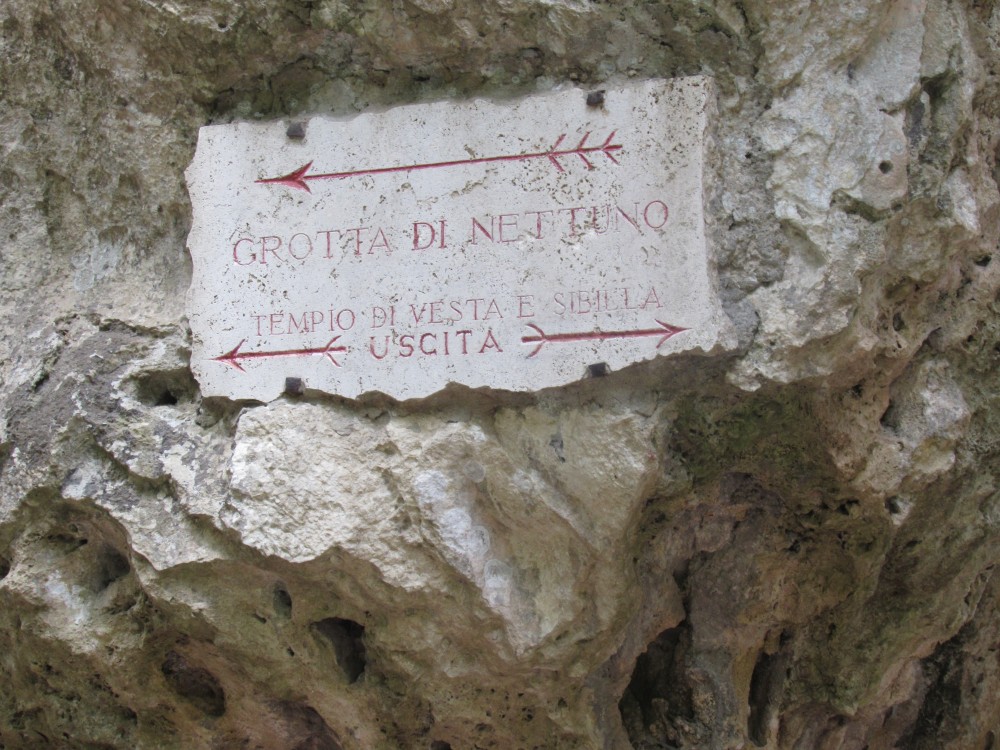 GROTTA DI NETTUNO
TEMPIO DI VESTA E SIBILLA
USCITA